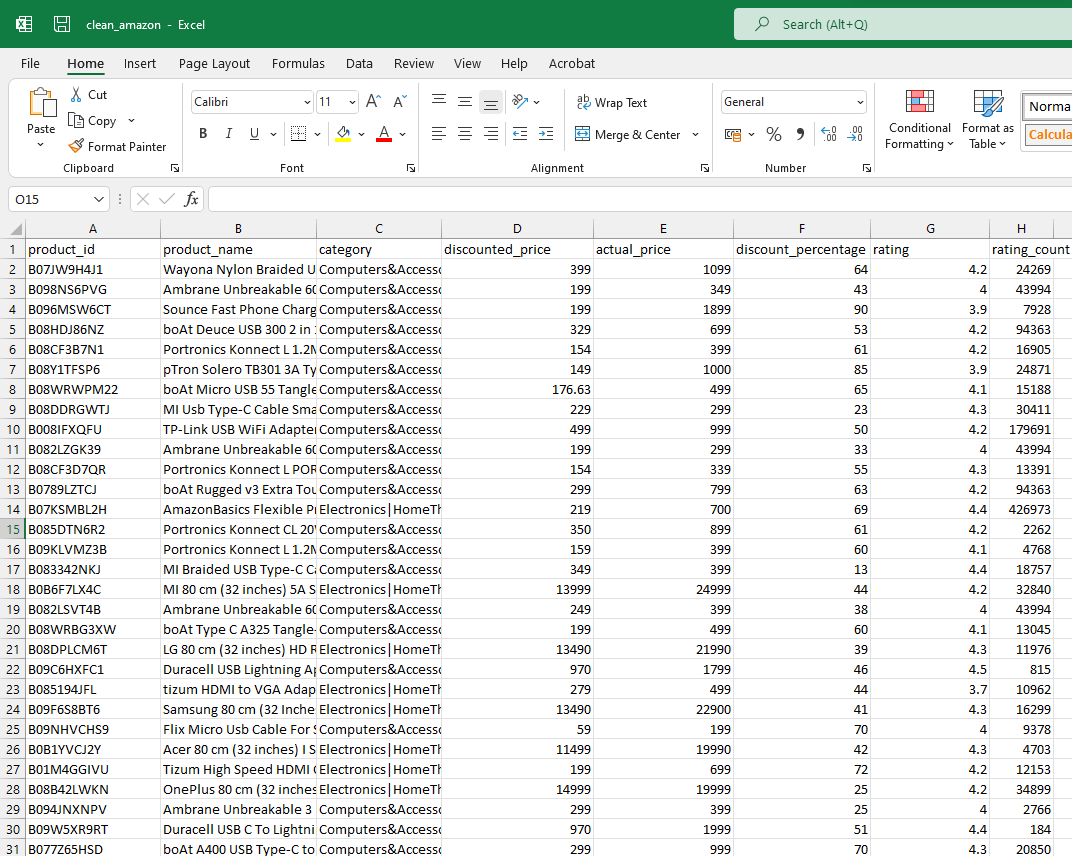 clean_amazon - Excel
Search (Alt+Q)
File Home Insert Page Layout Formulas Data Review View Help Acrobat
Calibri 11 Wrap Text General Norma
Paste Cut Copy Format Painter B I U A Merge & Center % Conditional Formatting Format as Table Calcula
Clipboard Font Alignment Number
O15 fx
A B C D E F G H
1 product_id product_name category discounted_price actual_price discount_percentage rating rating_count
2 B07JW9H4J1 Wayona Nylon Braided U Computers&Accesso 399 1099 64 4.2 24269
3 B098NS6PVG Ambrane Unbreakable 60 Computers&Accesso 199 349 43 4 43994
4 B096MSW6CT Sounce Fast Phone Charg Computers&Accesso 199 1899 90 3.9 7928
5 B08HDJ86NZ boAt Deuce USB 300 2 in Computers&Accesso 329 699 53 4.2 94363
6 B08CF3B7N1 Portronics Konnect L 1.2M Computers&Accesso 154 399 61 4.2 16905
7 B08Y1TFSP6 pTron Solero TB301 3A Ty Computers&Accesso 149 1000 85 3.9 24871
8 B08WRWPM22 boAt Micro USB 55 Tangle Computers&Accesso 176.63 499 65 4.1 15188
9 B08DDRGWTJ MI Usb Type-C Cable Sma Computers&Accesso 229 299 23 4.3 30411
10 B008IFXQFU TP-Link USB WiFi Adapter Computers&Accesso 499 999 50 4.2 179691
11 B082LZGK39 Ambrane Unbreakable 60 Computers&Accesso 199 299 33 4 43994
12 B08CF3D7QR Portronics Konnect L POR Computers&Accesso 154 339 55 4.3 13391
13 B0789LZTCJ boAt Rugged v3 Extra Tou Computers&Accesso 299 799 63 4.2 94363
14 B07KSMBL2H AmazonBasics Flexible Pr Electronics|HomeTh 219 700 69 4.4 426973
15 B085DTN6R2 Portronics Konnect CL 20 Computers&Accesso 350 899 61 4.2 2262
16 B09KLVMZ3B Portronics Konnect L 1.2M Computers&Accesso 159 399 60 4.1 4768
17 B083342NKJ MI Braided USB Type-C Ca Computers&Accesso 349 399 13 4.4 18757
18 B0B6F7LX4C MI 80 cm (32 inches) 5A S Electronics|HomeTh 13999 24999 44 4.2 32840
19 B082LSVT4B Ambrane Unbreakable 60 Computers&Accesso 249 399 38 4 43994
20 B08WRBG3XW boAt Type C A325 Tangle- Computers&Accesso 199 499 60 4.1 13045
21 B08DPLCM6T LG 80 cm (32 inches) HD R Electronics|HomeTh 13490 21990 39 4.3 11976
22 B09C6HXFC1 Duracell USB Lightning Ap Computers&Accesso 970 1799 46 4.5 815
23 B085194JFL tizum HDMI to VGA Adap Electronics|HomeTh 279 499 44 3.7 10962
24 B09F6S8BT6 Samsung 80 cm (32 Inche Electronics|HomeTh 13490 22900 41 4.3 16299
25 B09NHVCHS9 Flix Micro Usb Cable For S Computers&Accesso 59 199 70 4 9378
26 B0B1YVCJ2Y Acer 80 cm (32 inches) I S Electronics|HomeTh 11499 19990 42 4.3 4703
27 B01M4GGIVU Tizum High Speed HDMI C Electronics|HomeTh 199 699 72 4.2 12153
28 B08B42LWKN OnePlus 80 cm (32 inches Electronics|HomeTh 14999 19999 25 4.2 34899
29 B094JNXNPV Ambrane Unbreakable 3 Computers&Accesso 299 399 25 4 2766
30 B09W5XR9RT Duracell USB C To Lightni Computers&Accesso 970 1999 51 4.4 184
31 B077Z65HSD boAt A400 USB Type-C to Computers&Accesso 299 999 70 4.3 20850